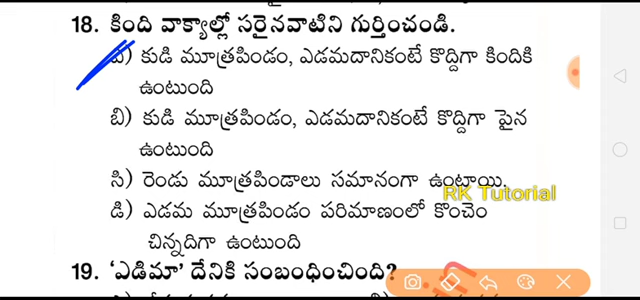 18. కింది వాక్యాల్లో సరైనవాటిని గుర్తించండి.
ఎ) కుడి మూత్రపిండం, ఎడమదానికంటే కొద్దిగా కిందికి
ఉంటుంది
బి) కుడి మూత్రపిండం, ఎడమదానికంటే కొద్దిగా పైన
ఉంటుంది
సి) రెండు మూత్రపిండాలు సమానంగా ఉంటాయి.
RK Tutorial
డి) ఎడమ మూత్రపిండం పరిమాణంలో కొంచెం
చిన్నదిగా ఉంటుంది
19. 'ఎడిమా' దేనికి సంబంధించింది?